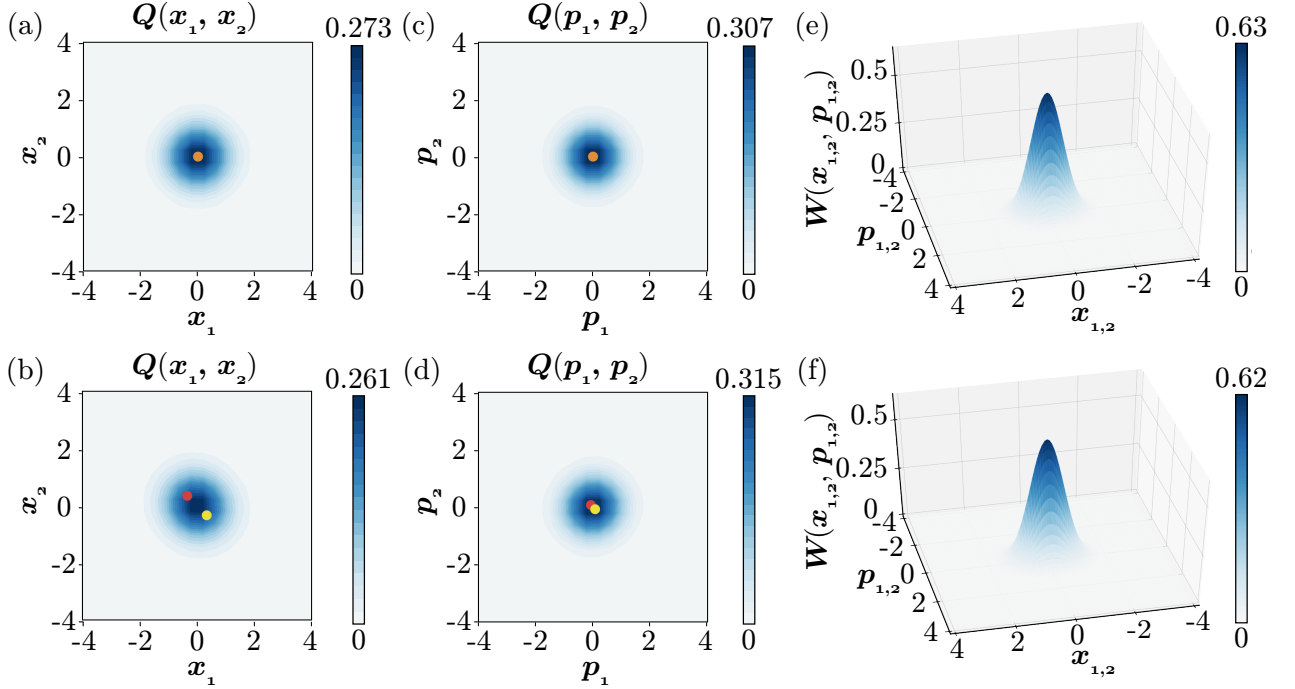 (a) Q(x₁, x₂) 0.273
4
2
0
-2
-4
x₂
-4 -2 0 2 4
x₁
0
(c) Q(p₁, p₂) 0.307
4
2
0
-2
-4
p₂
-4 -2 0 2 4
p₁
0
(e) 0.63
W(x₁,₂, p₁,₂)
0.5
0.25
0
-4
-2
0
2
4
p₁,₂
4 2 0 -2 -4
x₁,₂
0
(b) Q(x₁, x₂) 0.261
4
2
0
-2
-4
x₂
-4 -2 0 2 4
x₁
0
(d) Q(p₁, p₂) 0.315
4
2
0
-2
-4
p₂
-4 -2 0 2 4
p₁
0
(f) 0.62
W(x₁,₂, p₁,₂)
0.5
0.25
0
-4
-2
0
2
4
p₁,₂
4 2 0 -2 -4
x₁,₂
0